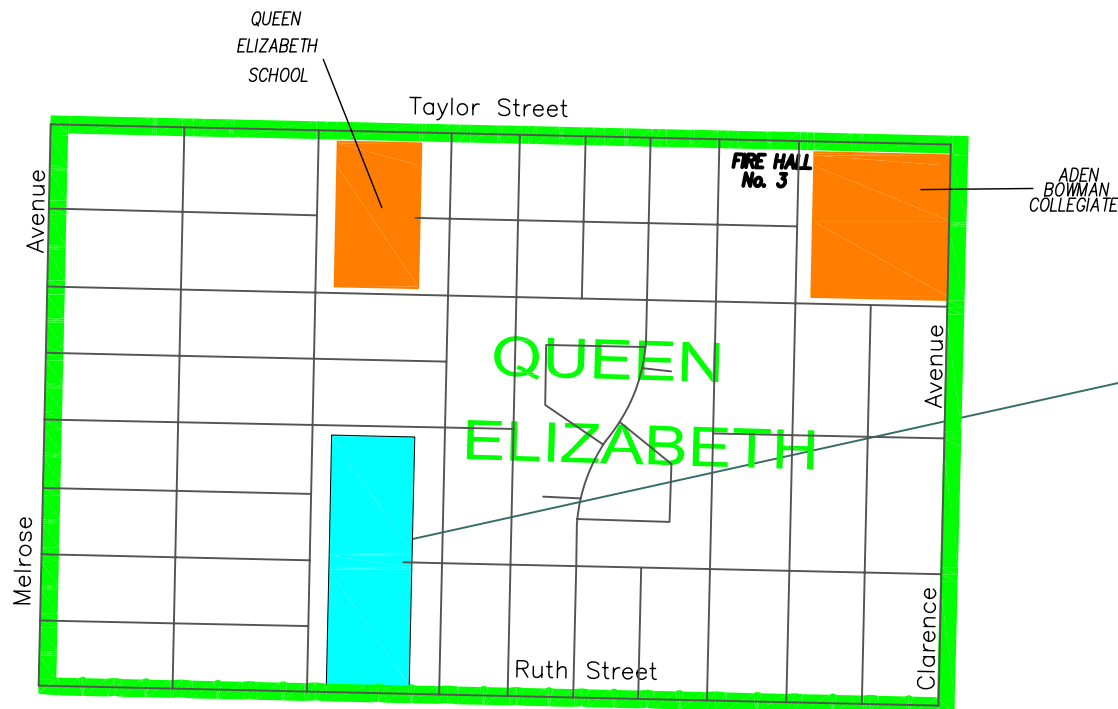 QUEEN
ELIZABETH
SCHOOL
Taylor Street
FIRE HALL
No. 3
ADEN
BOWMAN
COLLEGIATE
Avenue
QUEEN
ELIZABETH
Avenue
Melrose
Clarence
Ruth Street